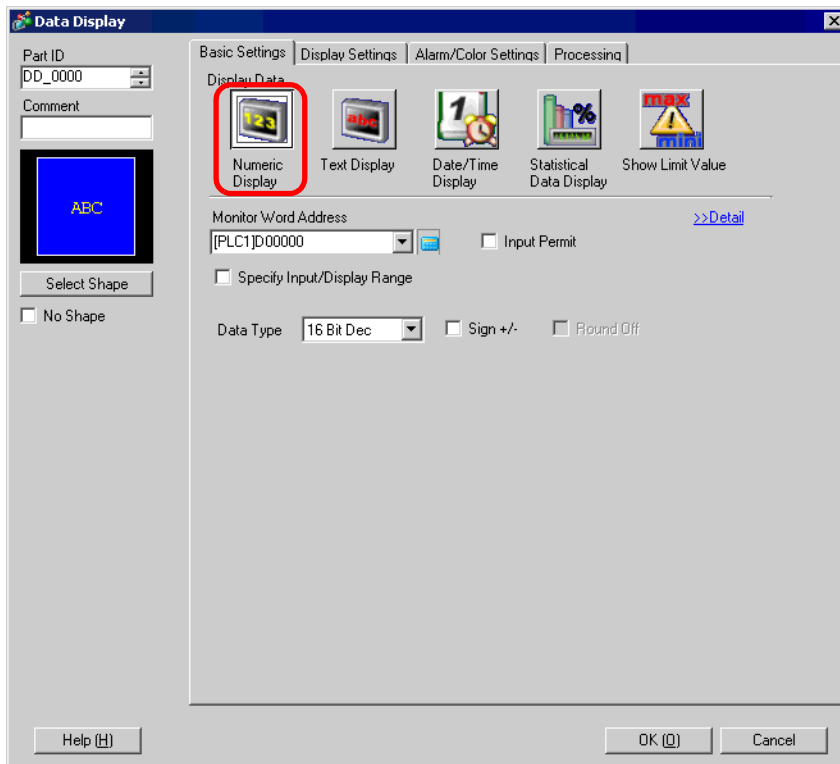 Data Display
Part ID
DD_0000
Comment
ABC
Select Shape
No Shape
Basic Settings
Display Settings
Alarm/Color Settings
Processing
Display Data
123
abc
1
%
max
mini
Numeric
Display
Text Display
Date/Time
Display
Statistical
Data Display
Show Limit Value
Monitor Word Address
>>Detail
[PLC1]D00000
Input Permit
Specify Input/Display Range
Data Type
16 Bit Dec
Sign +/-
Round Off
Help (H)
OK (O)
Cancel